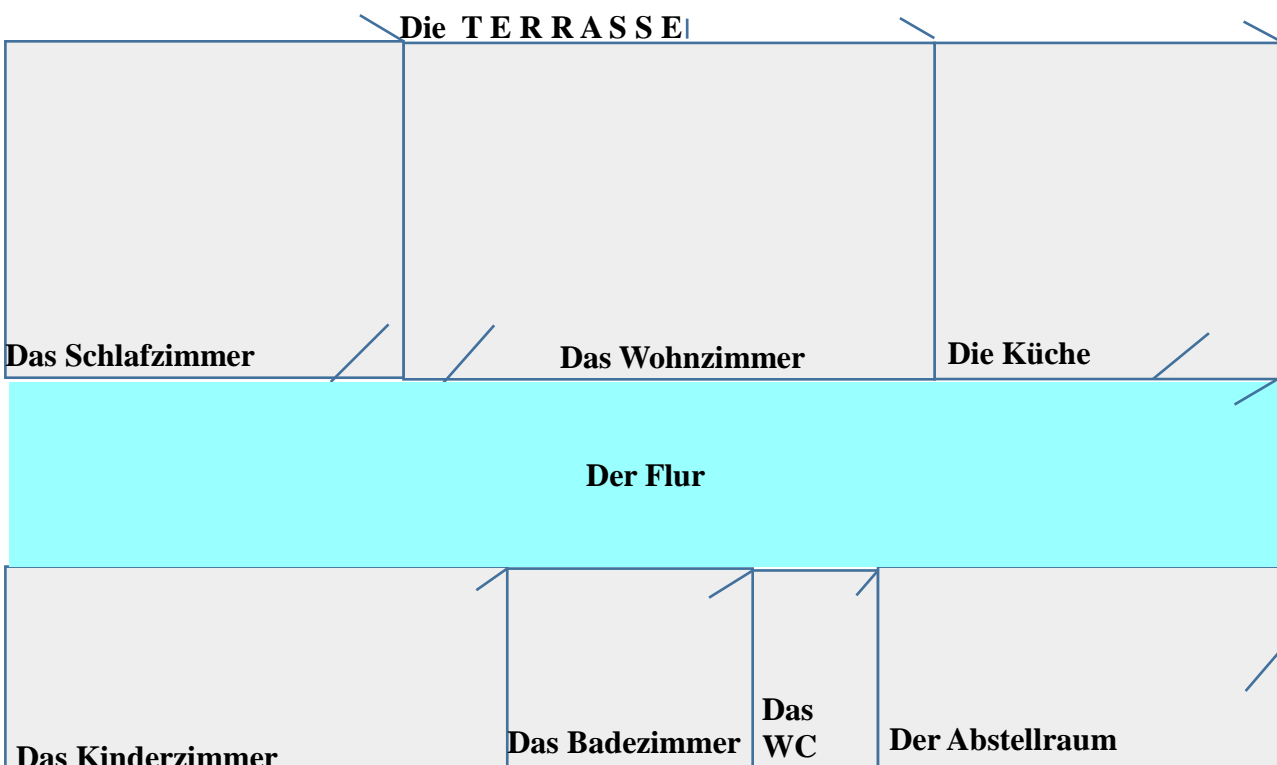 Die T E R R A S S E
Das Schlafzimmer
Das Wohnzimmer
Die Küche
Der Flur
Das Kinderzimmer
Das Badezimmer
Das
WC
Der Abstellraum